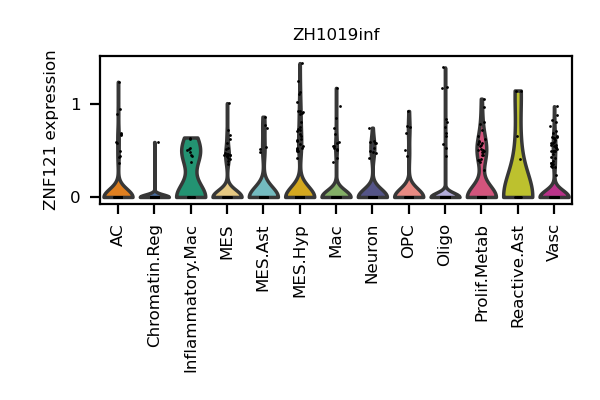 ZH1019inf
ZNF121 expression
1
0
AC
Chromatin.Reg
Inflammatory.Mac
MES
MES.Ast
MES.Hyp
Mac
Neuron
OPC
Oligo
Prolif.Metab
Reactive.Ast
Vasc